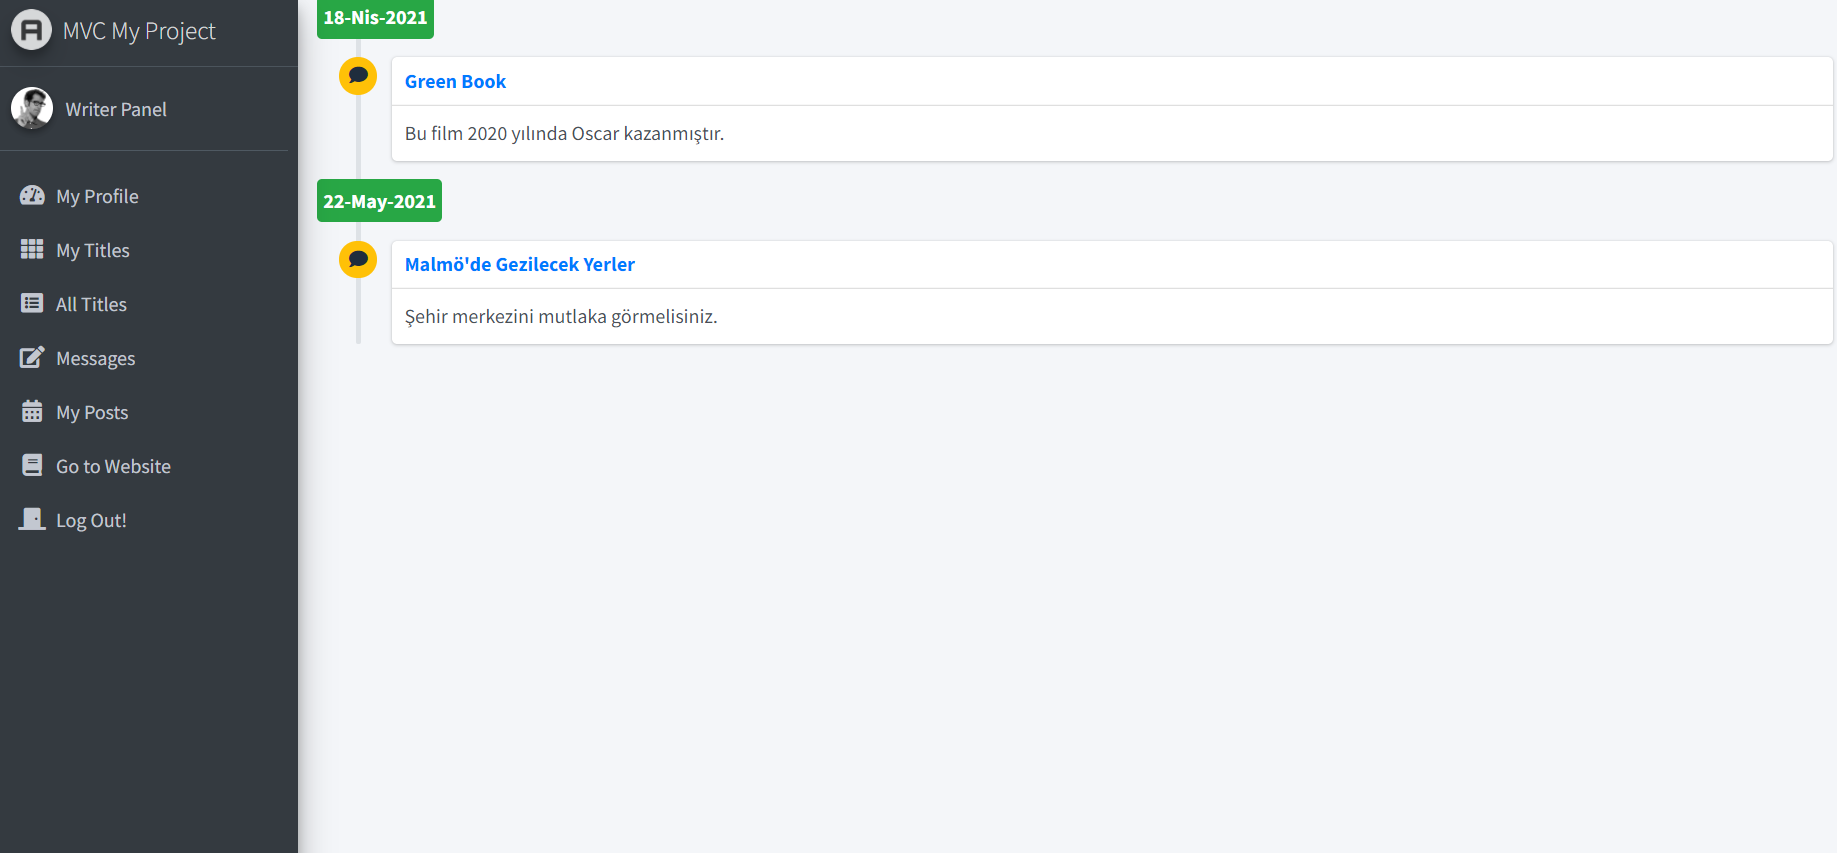 MVC My Project
Writer Panel
My Profile
My Titles
All Titles
Messages
My Posts
Go to Website
Log Out!
18-Nis-2021
Green Book
Bu film 2020 yılında Oscar kazanmıştır.
22-May-2021
Malmö'de Gezilecek Yerler
Şehir merkezini mutlaka görmelisiniz.